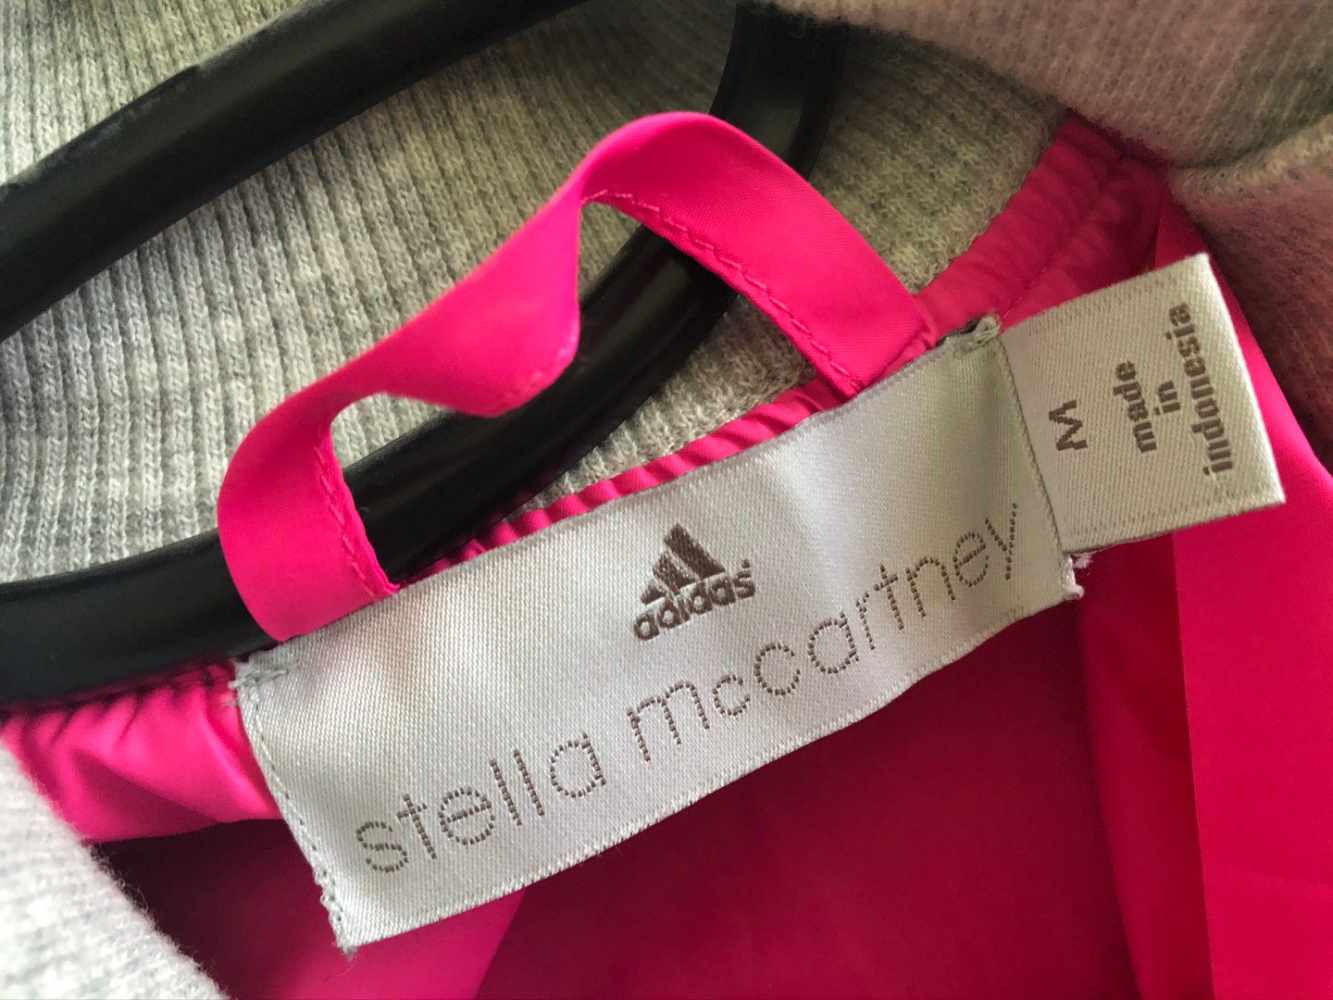 adidas
stella mccartney
M
made
in
indonesia